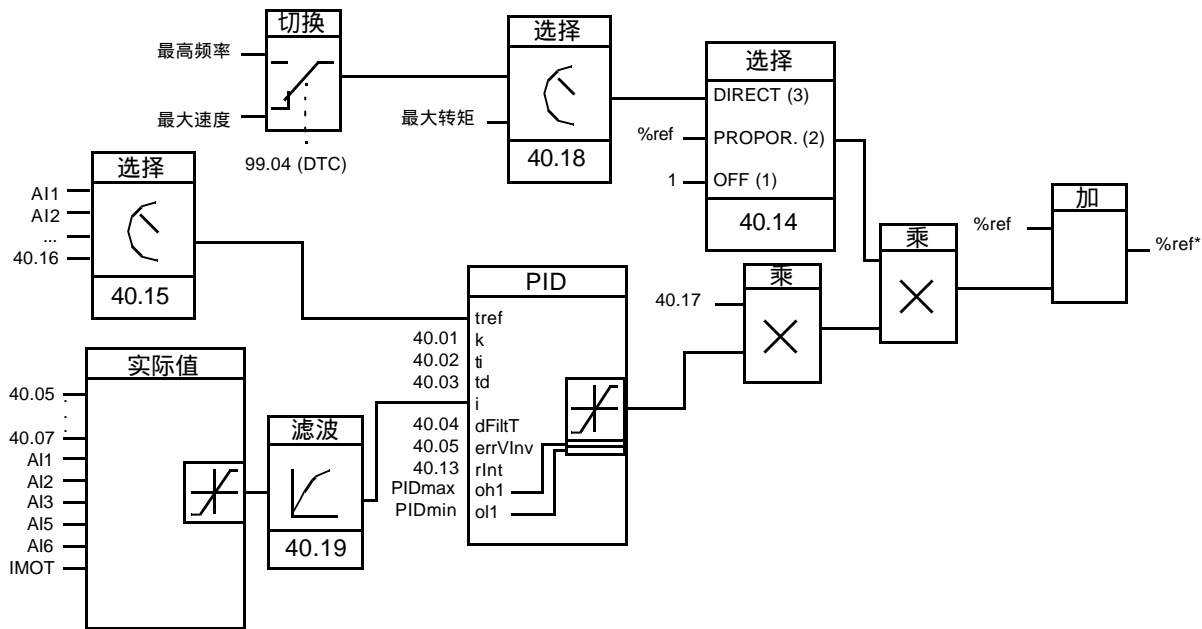 切换
最高频率
最大速度
99.04 (DTC)
选择
最大转矩
40.18
选择
DIRECT (3)
%ref
PROPOR. (2)
1
OFF (1)
40.14
选择
AI1
AI2
...
40.16
40.15
加
%ref
%ref*
乘
乘
40.17
PID
tref
40.01
k
40.02
ti
40.03
td
i
40.04
dFiltT
40.05
errVInv
40.13
rInt
PIDmax
oh1
PIDmin
ol1
实际值
40.05
.
.
.
40.07
AI1
AI2
AI3
AI5
AI6
IMOT
滤波
40.19